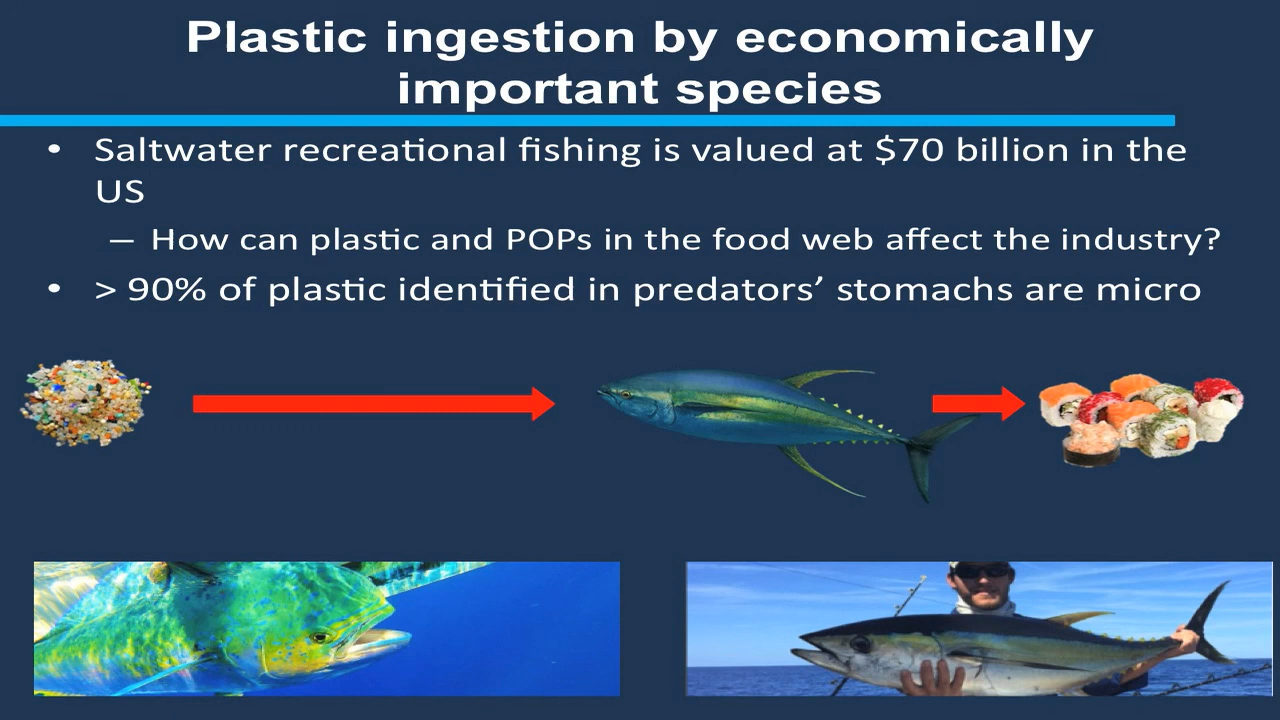 Plastic ingestion by economically
important species
• Saltwater recreational fishing is valued at $70 billion in the
US
– How can plastic and POPs in the food web affect the industry?
• > 90% of plastic identified in predators’ stomachs are micro